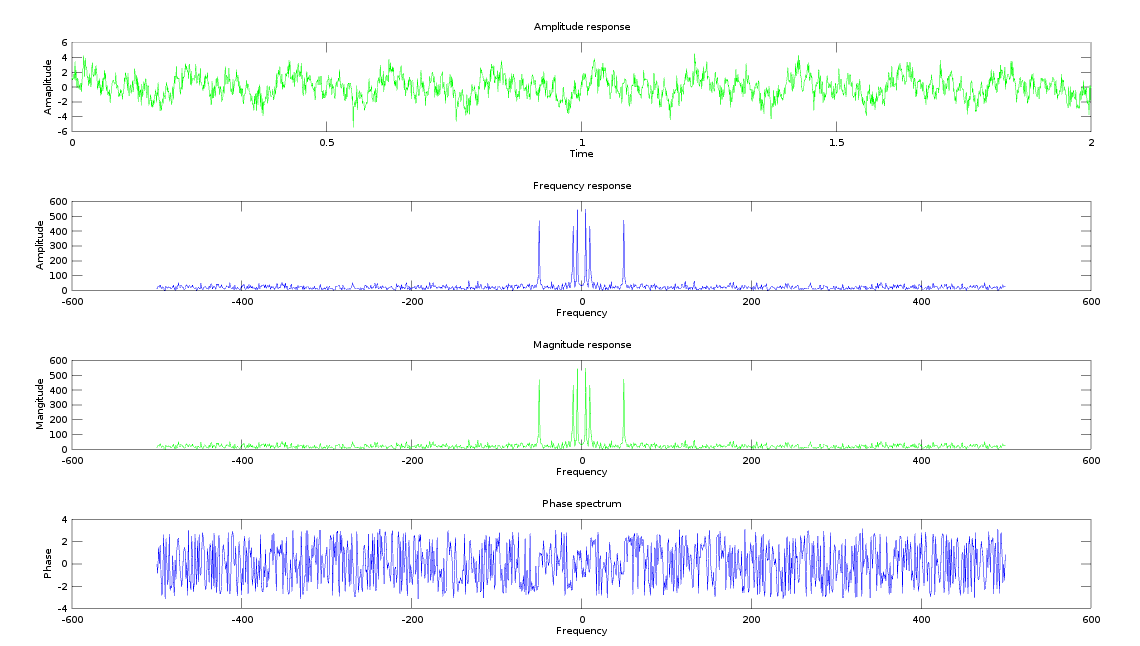 Amplitude response
6
4
2
0
-2
-4
-6
Amaplitude
0 0.5 1 1.5 2
Time
Frequency response
600
500
400
300
200
100
0
Amplitude
-600 -400 -200 0 200 400 600
Frequency
Magnitude response
600
500
400
300
200
100
0
Mangitude
-600 -400 -200 0 200 400 600
Frequency
Phase spectrum
4
2
0
-2
-4
Phase
-600 -400 -200 0 200 400 600
Frequency